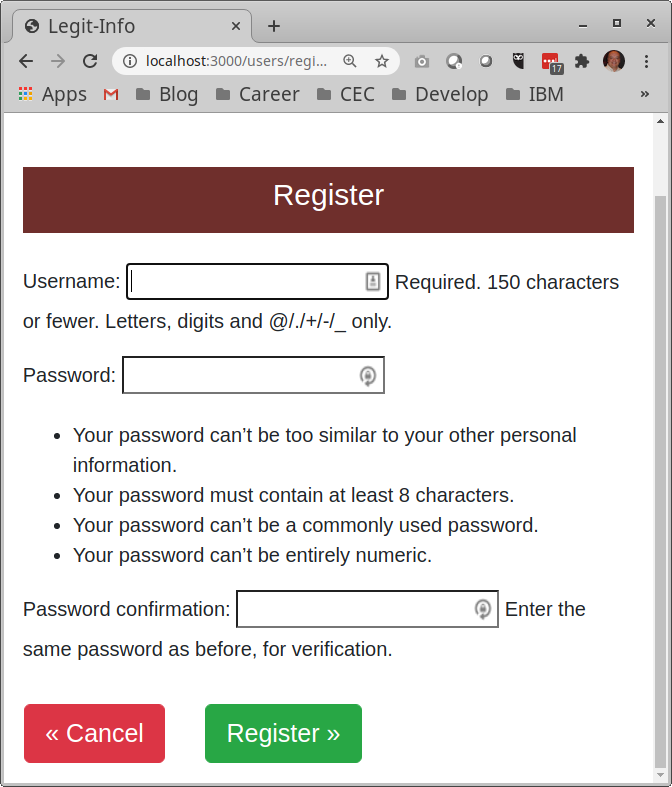 Legit-Info
localhost:3000/users/regi...
17
Apps Blog Career CEC Develop IBM »
Register
Username: Required. 150 characters
or fewer. Letters, digits and @/./+/-/_ only.
Password:
• Your password can’t be too similar to your other personal
information.
• Your password must contain at least 8 characters.
• Your password can’t be a commonly used password.
• Your password can’t be entirely numeric.
Password confirmation: Enter the
same password as before, for verification.
« Cancel Register »